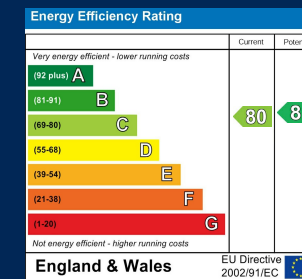 Energy Efficiency Rating
Current
Very energy efficient - lower running costs
(92 plus) A
(81-91) B
(69-80) C
80
(55-68) D
(39-54) E
(21-38) F
(1-20) G
Not energy efficient - higher running costs
England & Wales
EU Directive
2002/91/EC